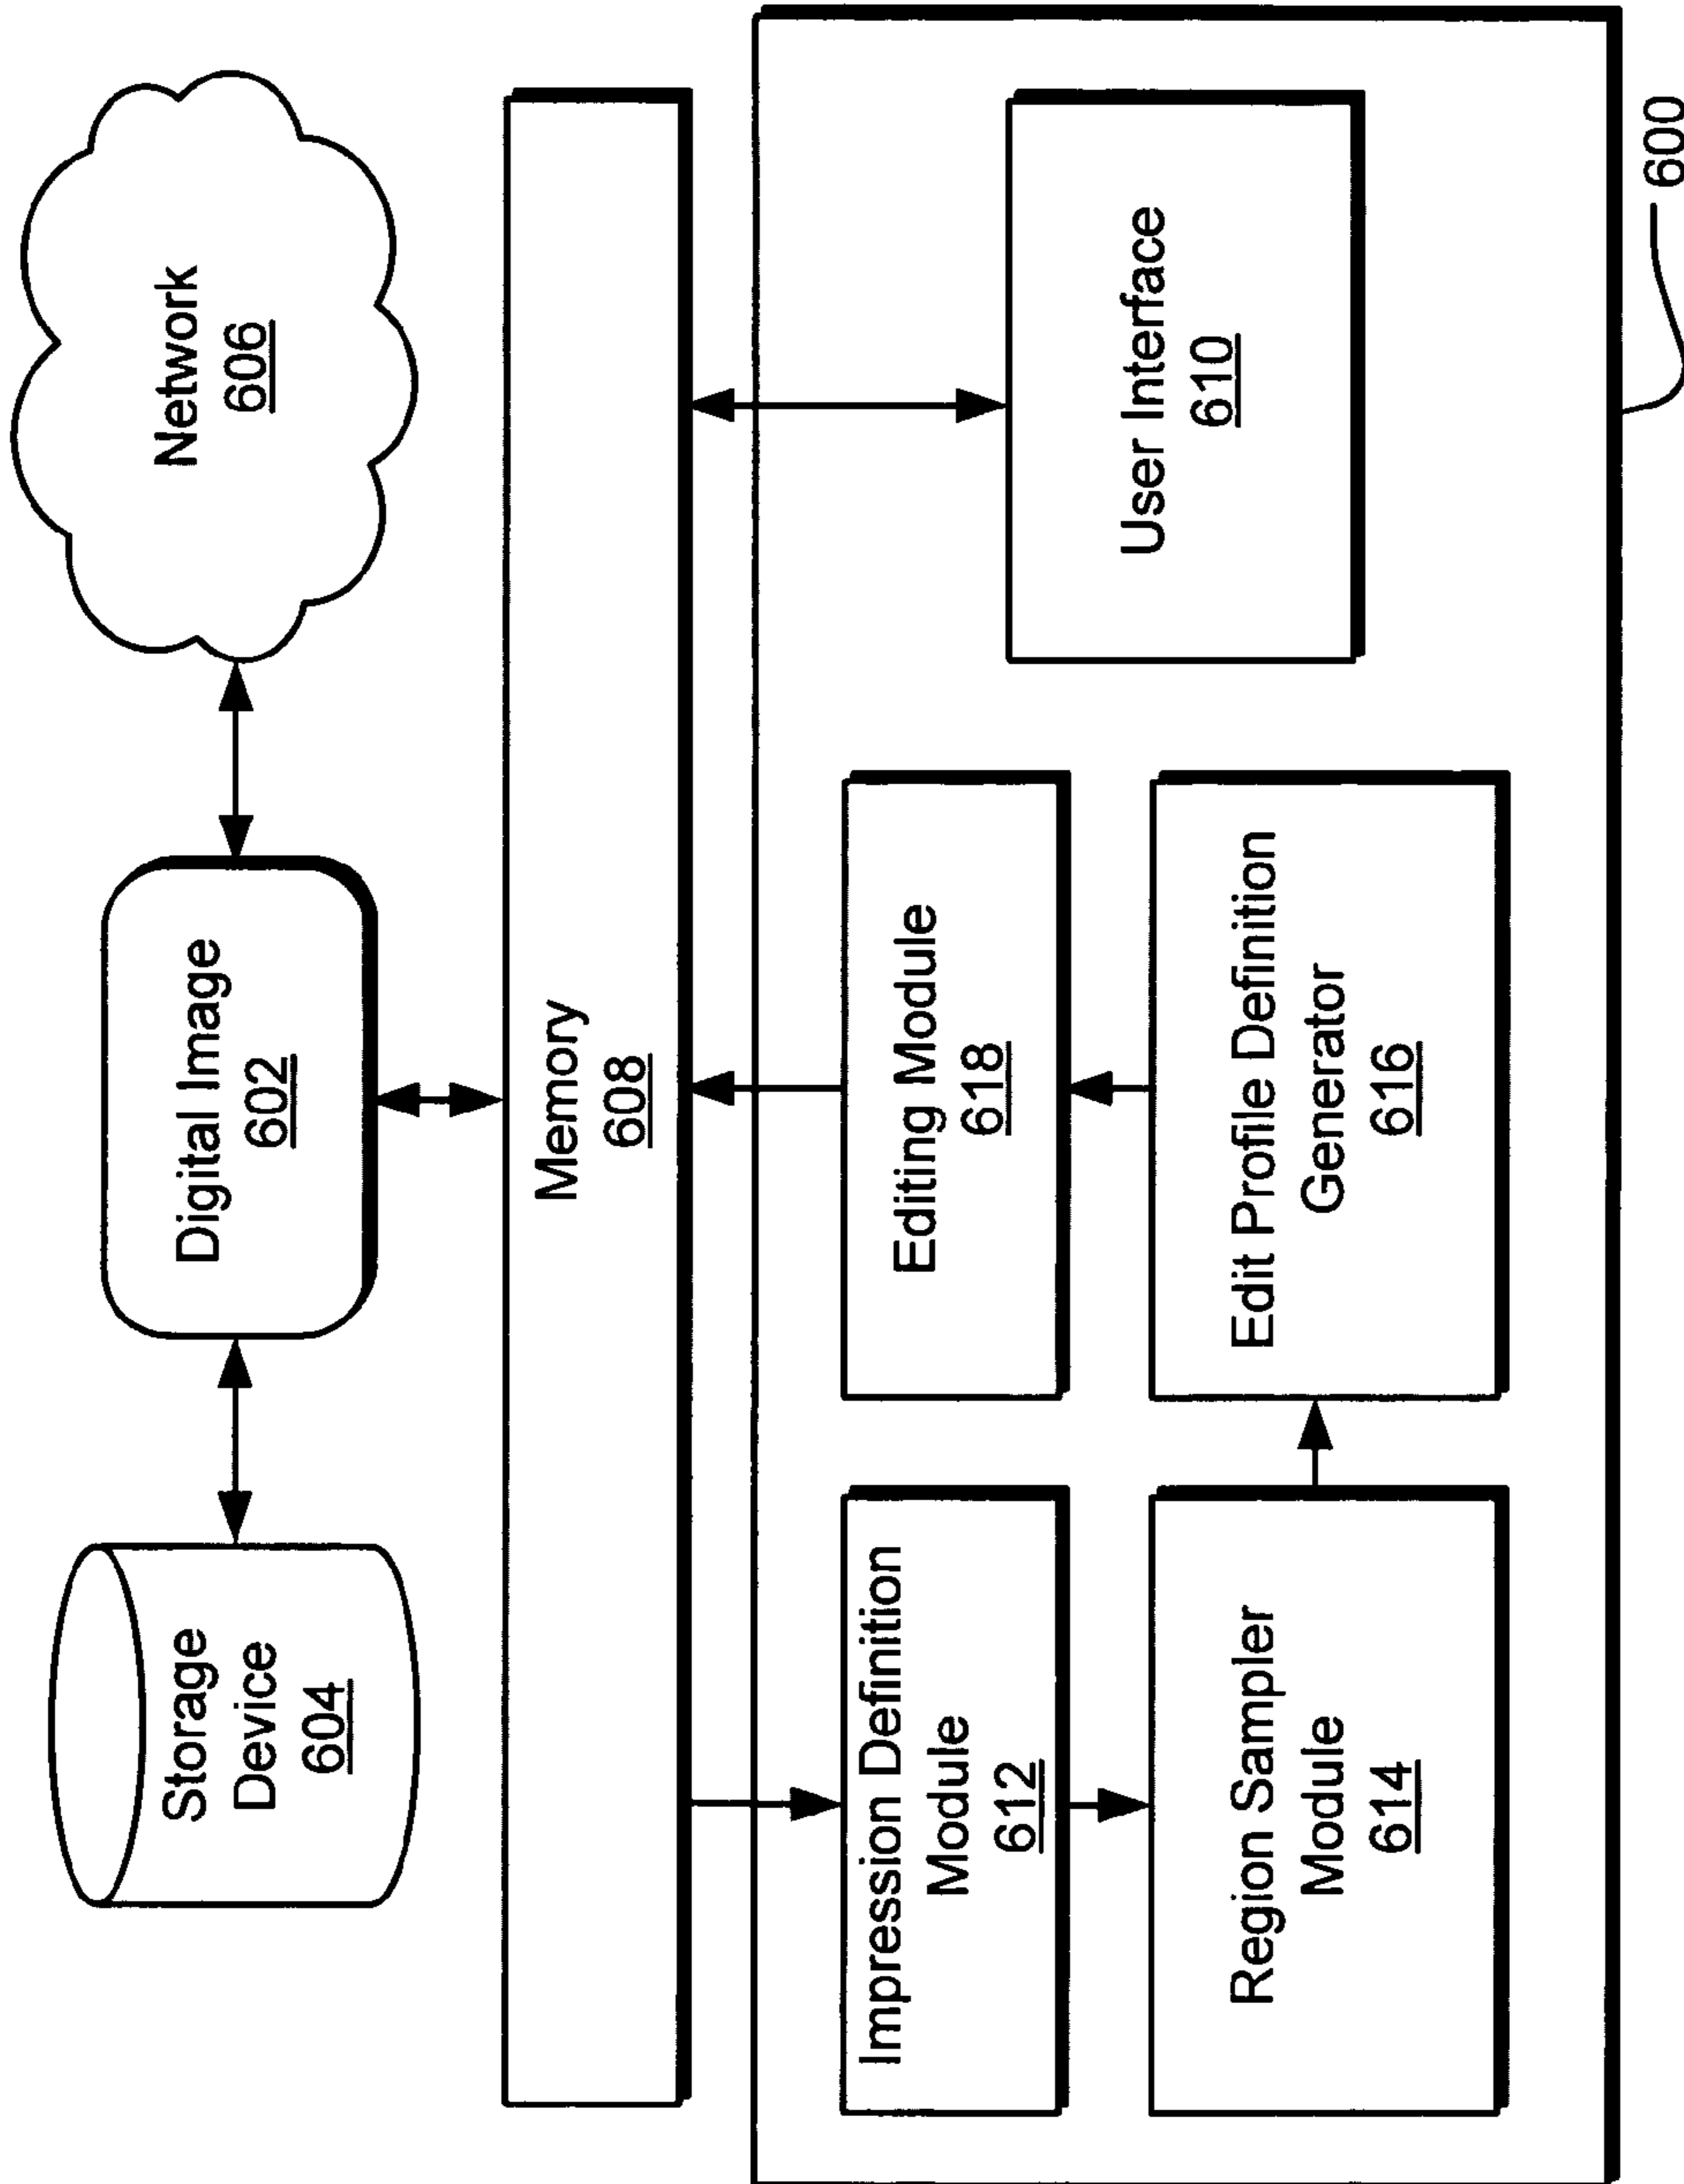 Storage
Device
604
Digital Image
602
Network
606
Memory
608
Impression Definition
Module
612
Editing Module
618
User Interface
610
Region Sampler
Module
614
Edit Profile Definition
Generator
616
600